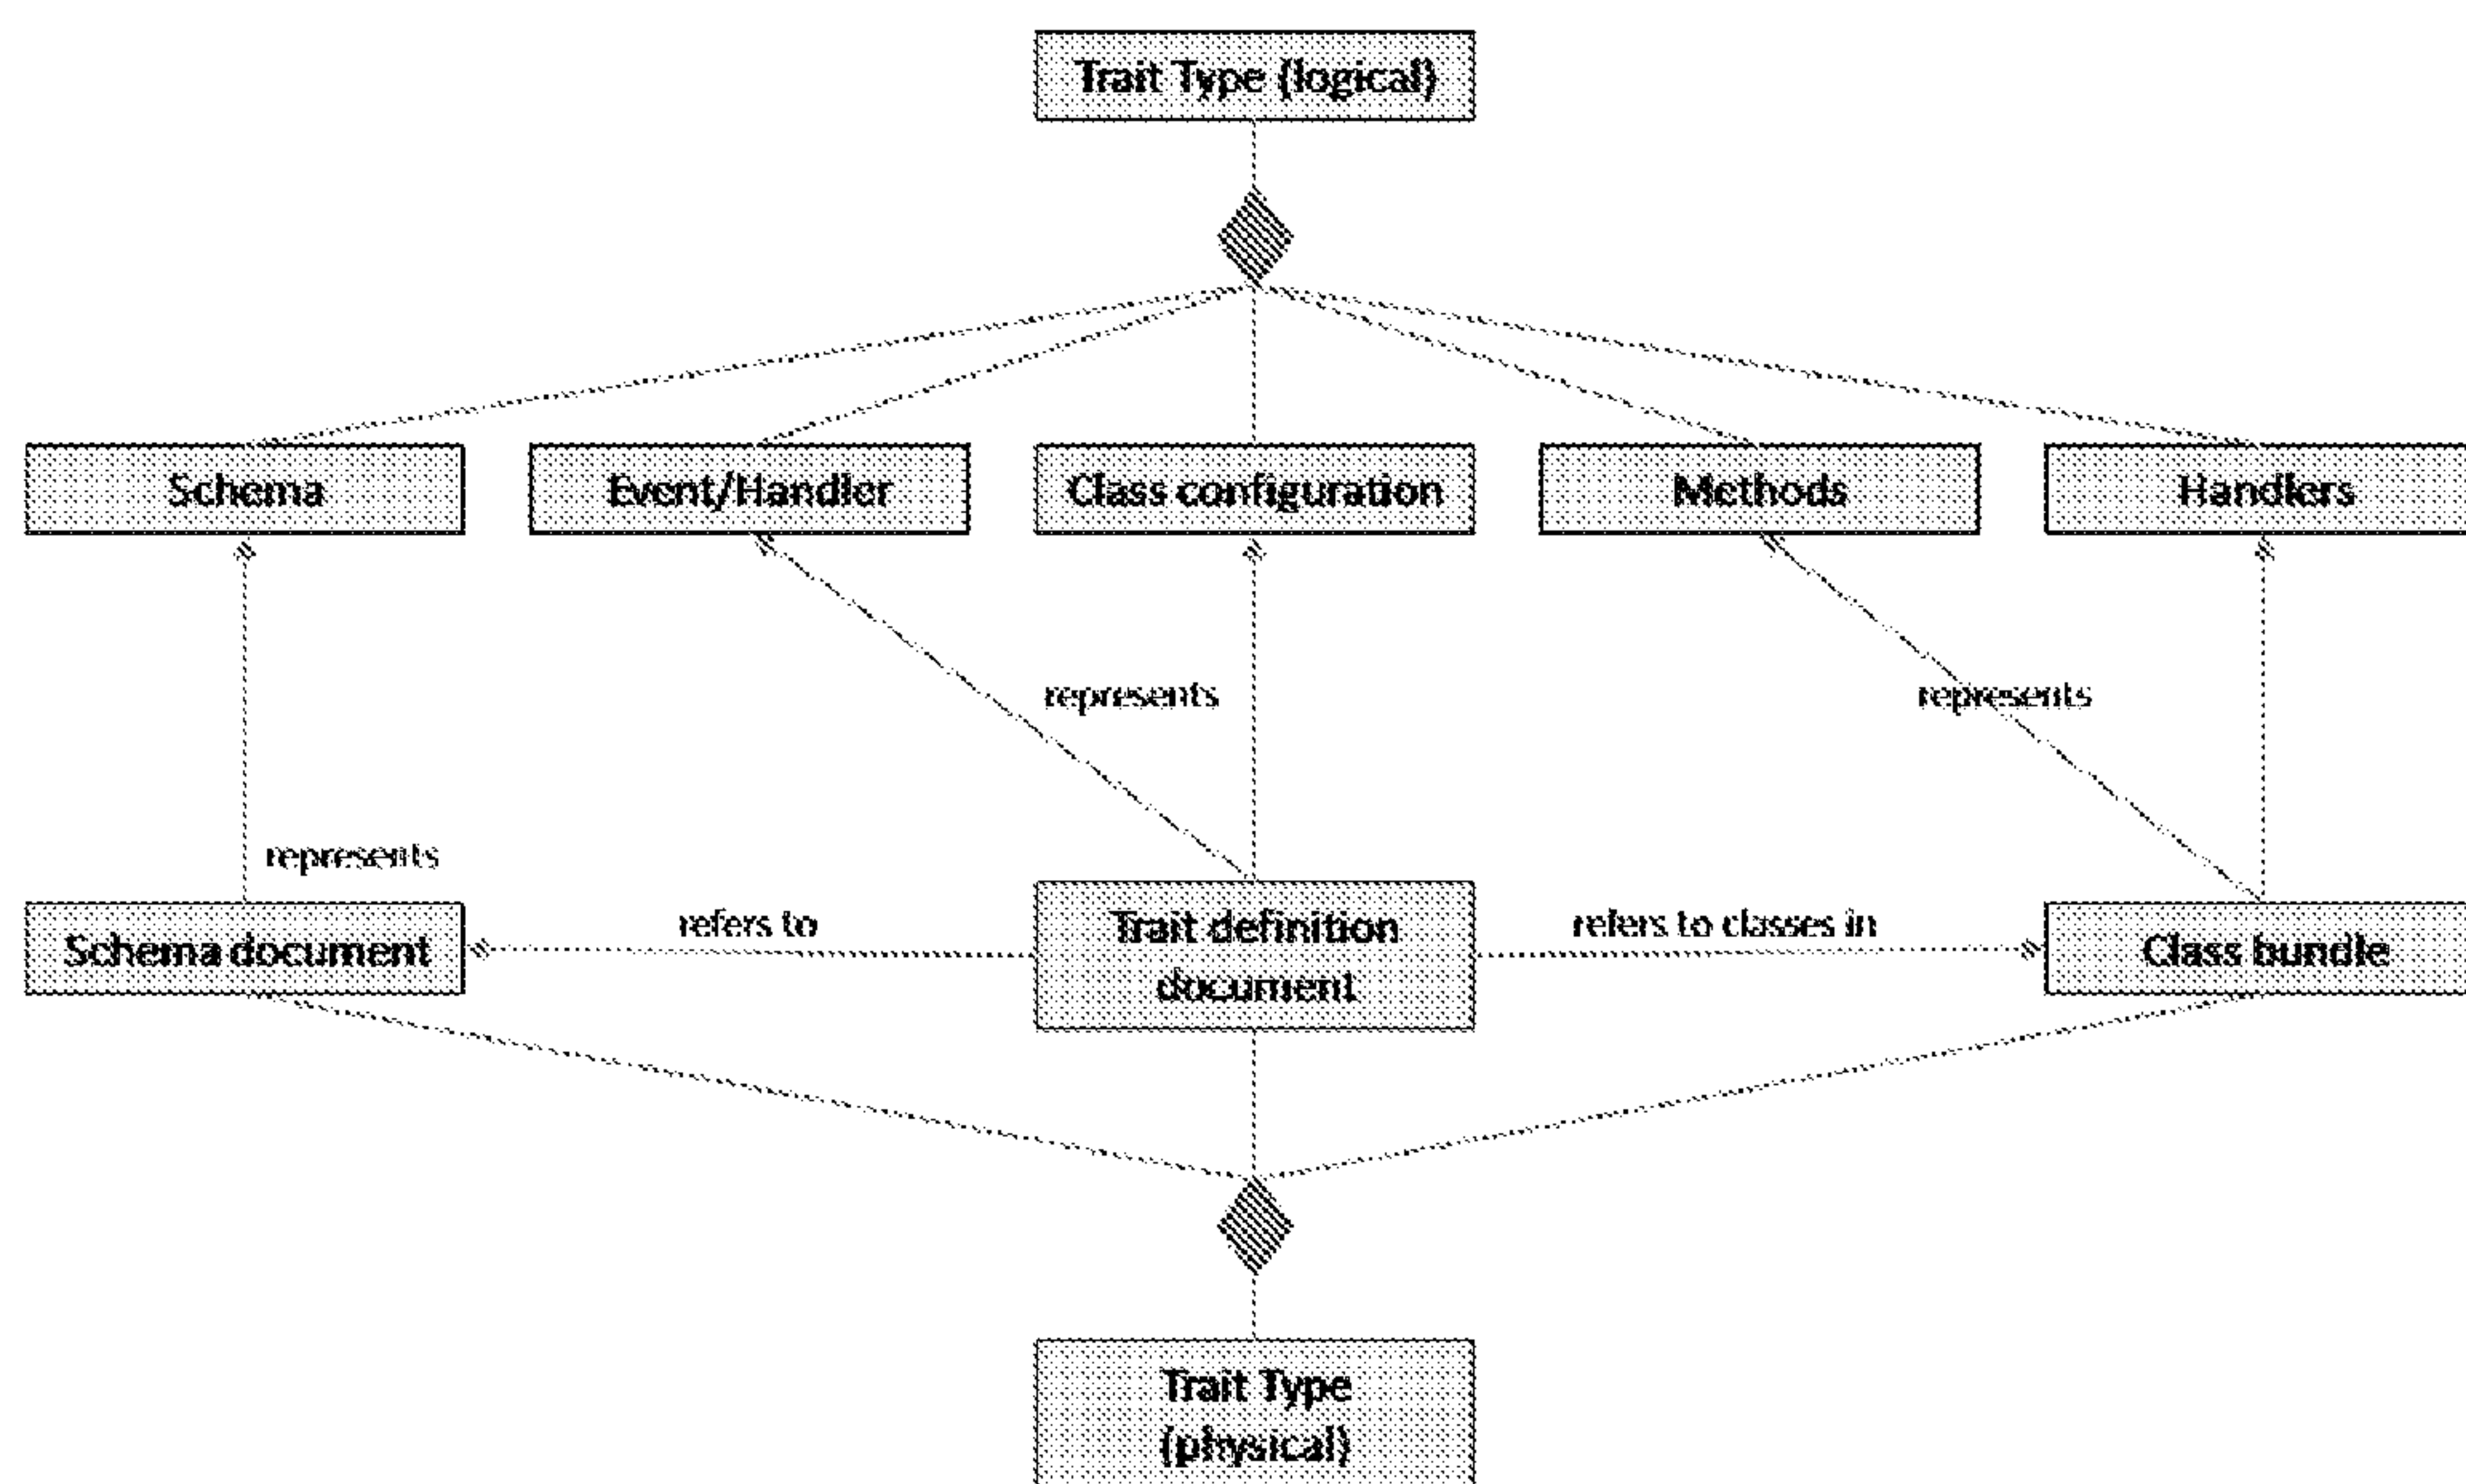 Trait Type (logical)
Schema
Event/Handler
Class configuration
Methods
Handlers
represents
represents
represents
Schema document
refers to
Trait definition
document
refers to classes in
Class bundle
Trait Type
(physical)